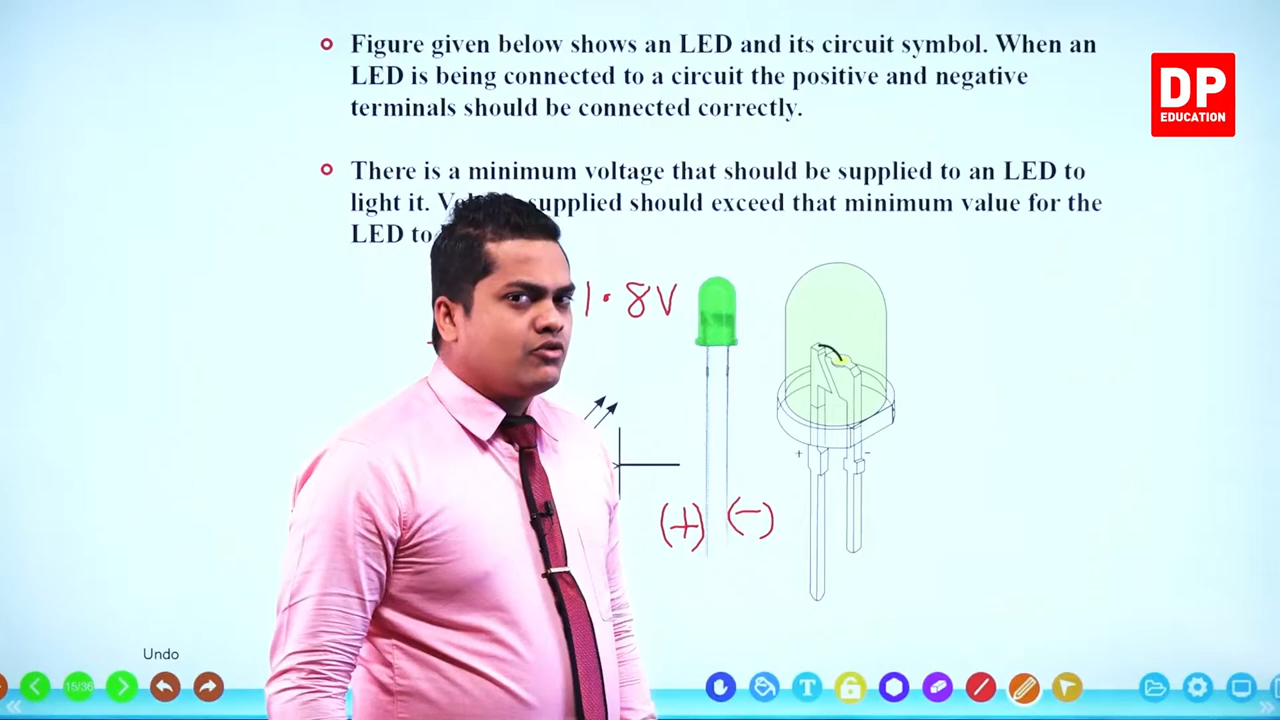 Figure given below shows an LED and its circuit symbol. When an
LED is being connected to a circuit the positive and negative
terminals should be connected correctly.
There is a minimum voltage that should be supplied to an LED to
light it. supplied should exceed that minimum value for the
LED to
DP
EDUCATION
1.8V
+ -
(+) (-)
Undo
15/36
T